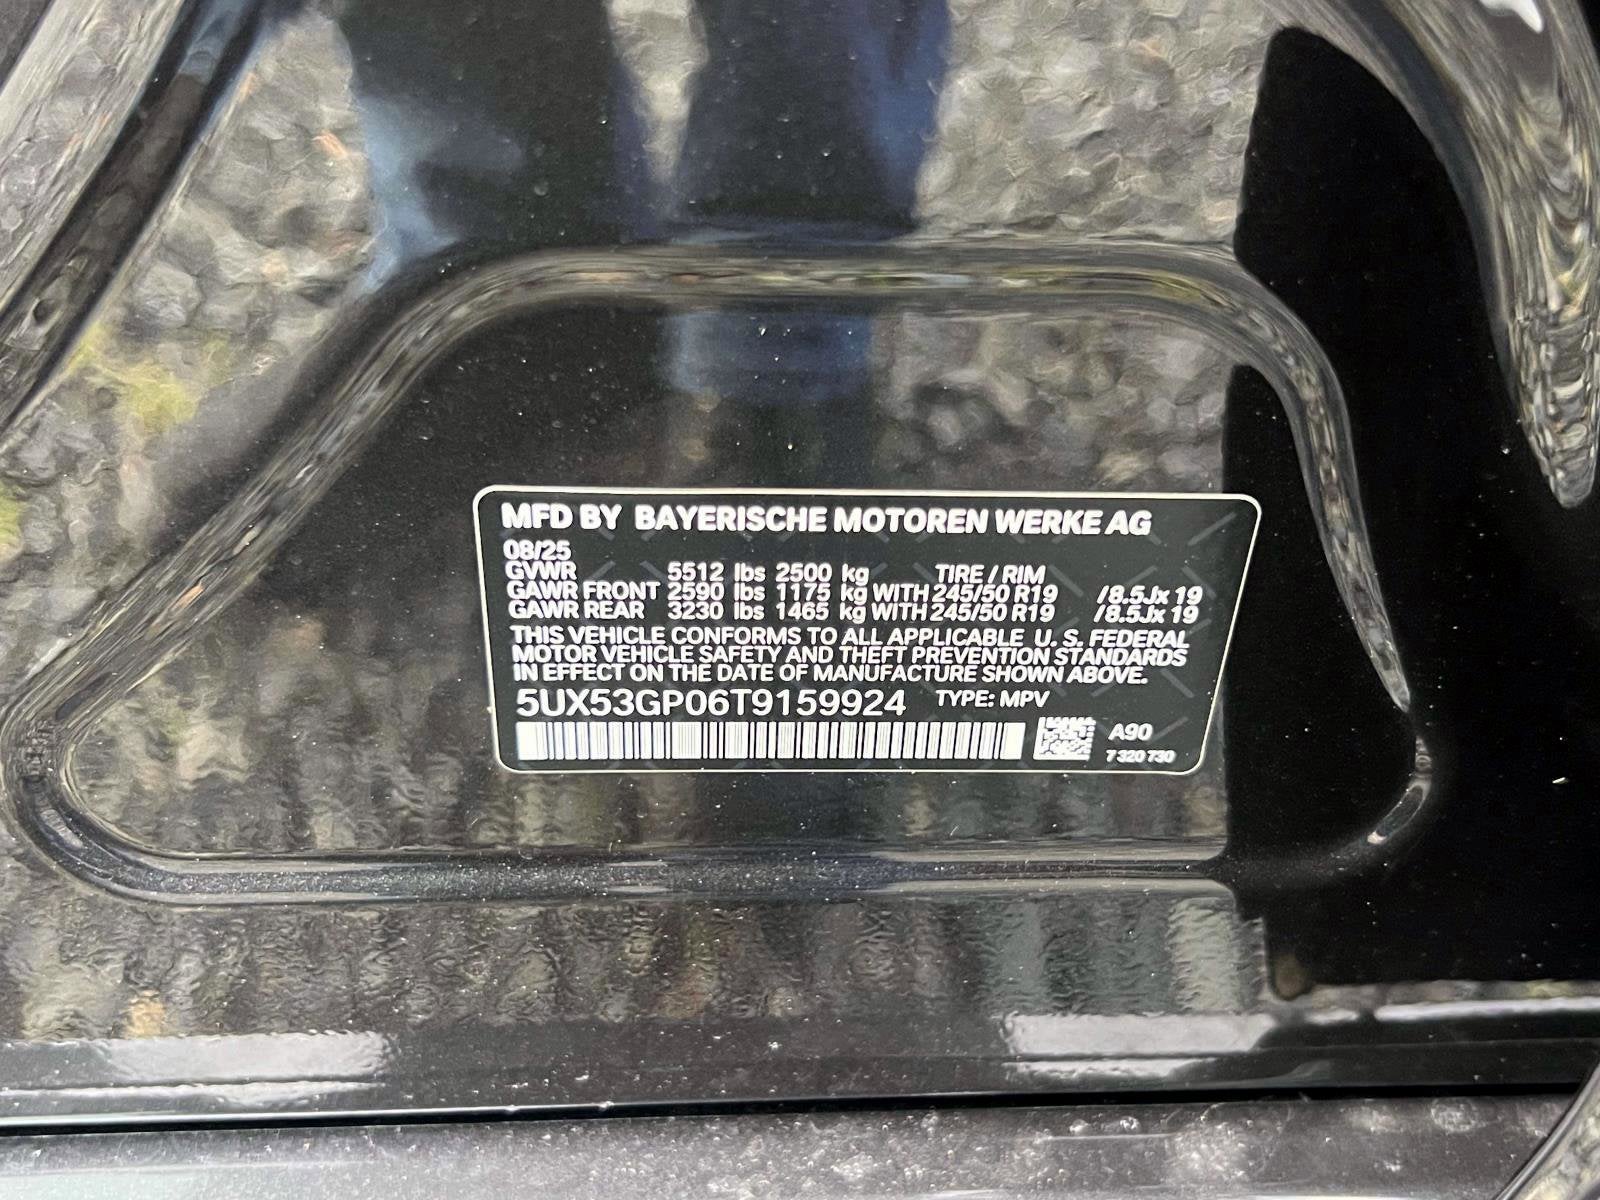 MFD BY BAYERISCHE MOTOREN WERKE AG
08/25
GVWR 5512 lbs 2500 kg TIRE / RIM
GAWR FRONT 2590 lbs 1175 kg WITH 245/50 R19 /8.5Jx 19
GAWR REAR 3230 lbs 1465 kg WITH 245/50 R19 /8.5Jx 19
THIS VEHICLE CONFORMS TO ALL APPLICABLE U. S. FEDERAL
MOTOR VEHICLE SAFETY AND THEFT PREVENTION STANDARDS
IN EFFECT ON THE DATE OF MANUFACTURE SHOWN ABOVE.
5UX53GP06T9159924 TYPE: MPV
A90
7 320 730